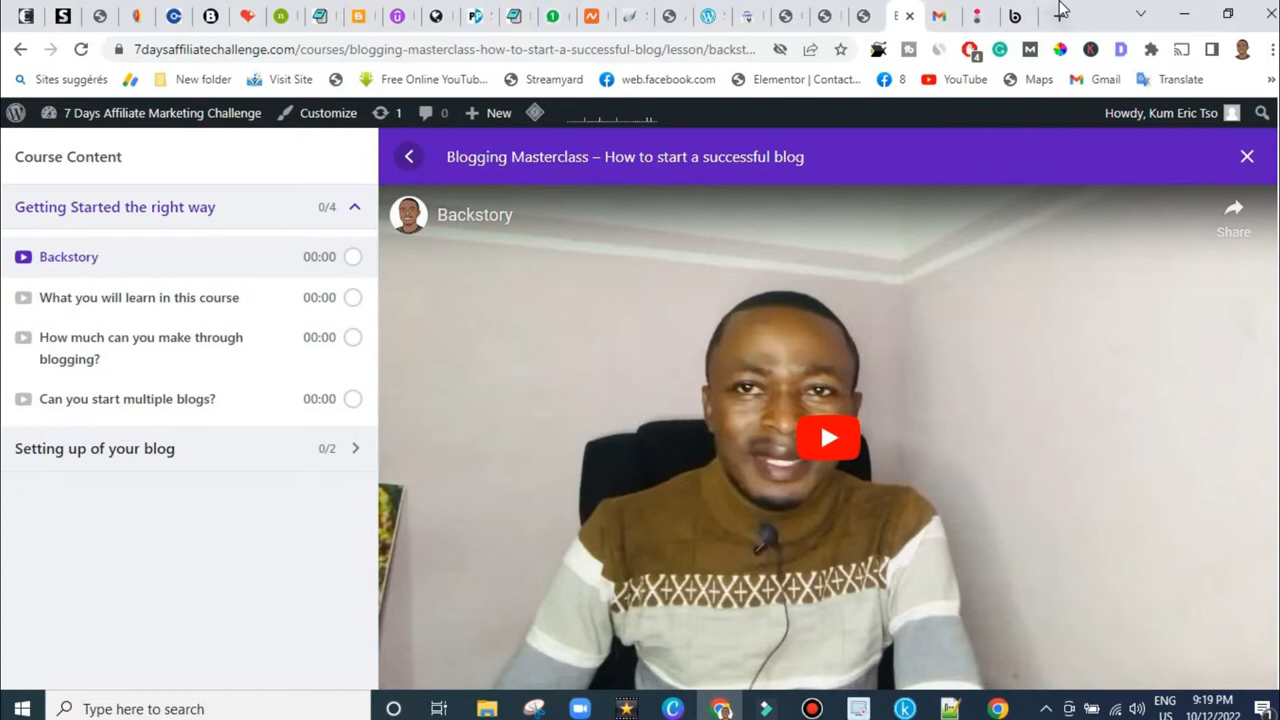 7daysaffiliatechallenge.com/courses/blogging-masterclass-how-to-start-a-successful-blog/lesson/backst...
4
Sites suggérés
New folder
Visit Site
Free Online YouTub...
Streamyard
web.facebook.com
Elementor | Contact...
8
YouTube
Maps
Gmail
Translate
7 Days Affiliate Marketing Challenge
Customize
1
0
New
Howdy, Kum Eric Tso
Course Content
Blogging Masterclass – How to start a successful blog
Getting Started the right way
0/4
Backstory
Share
Backstory
00:00
What you will learn in this course
00:00
How much can you make through
blogging?
00:00
Can you start multiple blogs?
00:00
Setting up of your blog
0/2
Type here to search
ENG
US
9:19 PM
10/12/2022